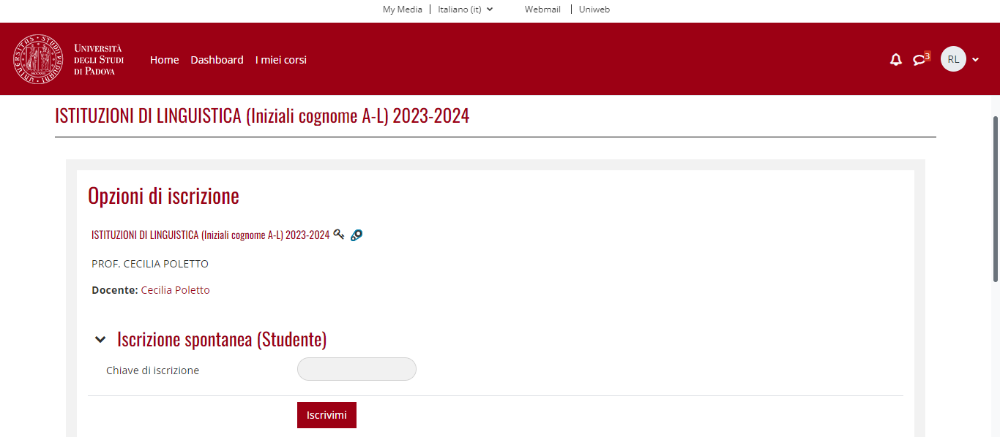 My Media | Italiano (it) Webmail | Uniweb
UNIVERSITÀ
DEGLI STUDI
DI PADOVA
Home Dashboard I miei corsi
3
RL
ISTITUZIONI DI LINGUISTICA (Iniziali cognome A-L) 2023-2024
Opzioni di iscrizione
ISTITUZIONI DI LINGUISTICA (Iniziali cognome A-L) 2023-2024
PROF. CECILIA POLETTO
Docente: Cecilia Poletto
Iscrizione spontanea (Studente)
Chiave di iscrizione
Iscrivimi